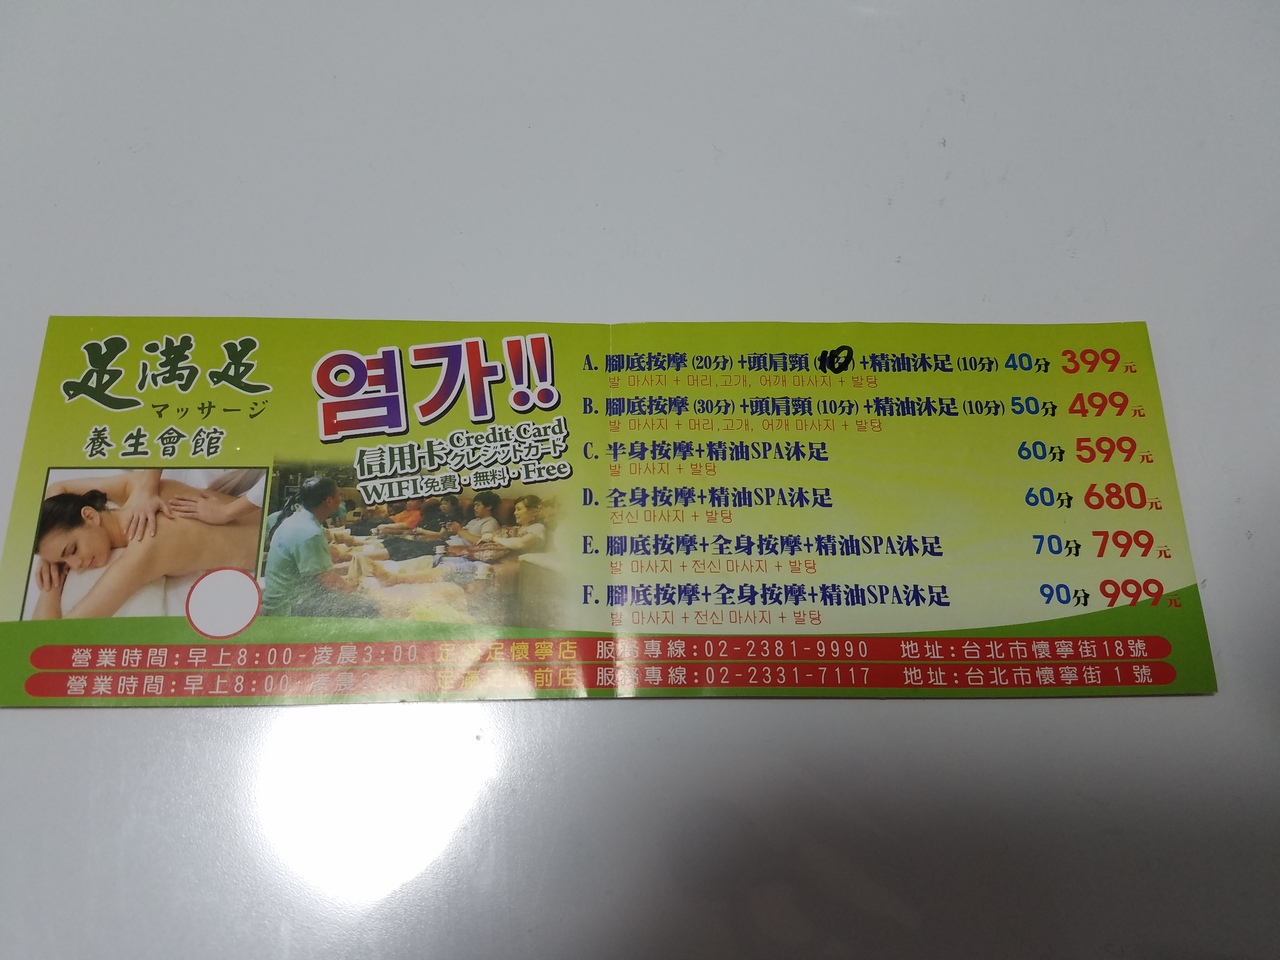 足滿足
マッサージ
養生會館
염가!!
信用卡 Credit Card
クレジットカード
WIFI 免費・無料・Free
A. 腳底按摩 (20分) +頭肩頸 (10 +精油沐足 (10分) 40分 399元
발 마사지 + 머리, 고개, 어깨 마사지 + 발탕
B. 腳底按摩 (30分) +頭肩頸 (10分) +精油沐足 (10分) 50分 499元
발 마사지 + 머리, 고개, 어깨 마사지 + 발탕
C. 半身按摩+精油SPA沐足 60分 599元
발 마사지 + 발탕
D. 全身按摩+精油SPA沐足 60分 680元
전신 마사지 + 발탕
E. 腳底按摩+全身按摩+精油SPA沐足 70分 799元
발 마사지 + 전신 마사지 + 발탕
F. 腳底按摩+全身按摩+精油SPA沐足 90分 999元
발 마사지 + 전신 마사지 + 발탕
營業時間:早上8:00-凌晨3:00 足滿足懷寧店 服務專線:02-2381-9990 地址:台北市懷寧街18號
營業時間:早上8:00-凌晨 足滿足 前店 服務專線:02-2331-7117 地址:台北市懷寧街 1 號